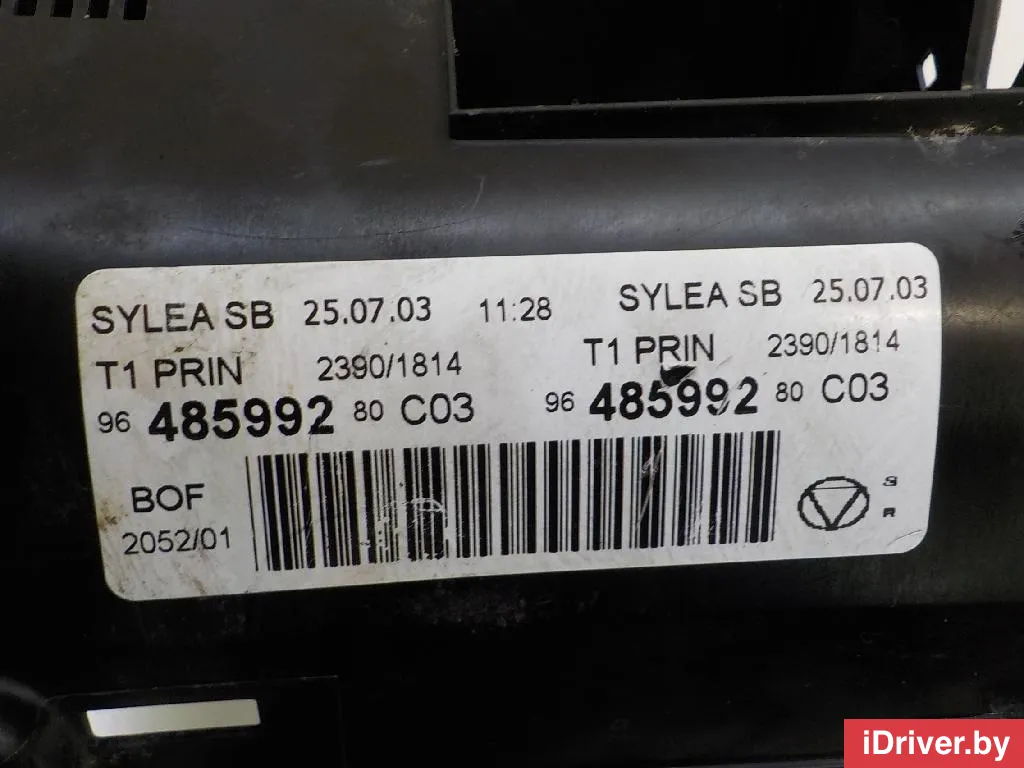 SYLEA SB 25.07.03 11:28 SYLEA SB 25.07.03
T1 PRIN 2390/1814 T1 PRIN 2390/1814
96 485992 80 C03 96 485992 80 C03
BOF
2052/01
S
R
iDriver.by